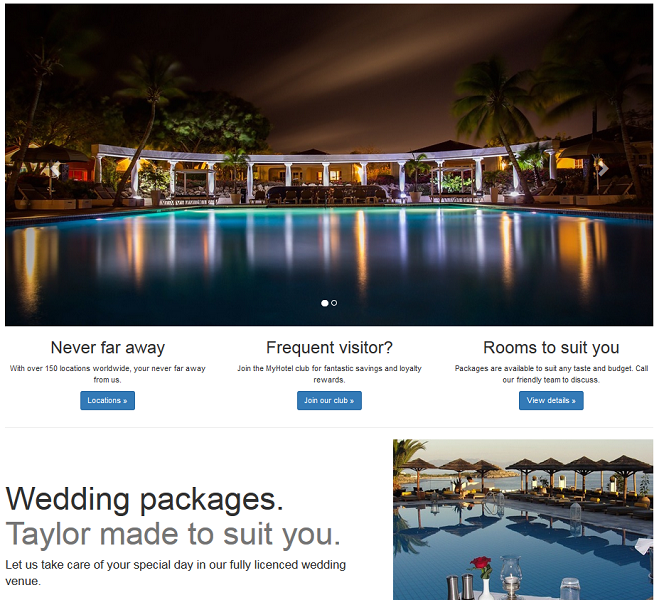 Never far away
With over 150 locations worldwide, your never far away
from us.
Locations »
Frequent visitor?
Join the MyHotel club for fantastic savings and loyalty
rewards.
Join our club »
Rooms to suit you
Packages are available to suit any taste and budget. Call
our friendly team to discuss.
View details »
Wedding packages.
Taylor made to suit you.
Let us take care of your special day in our fully licenced wedding
venue.